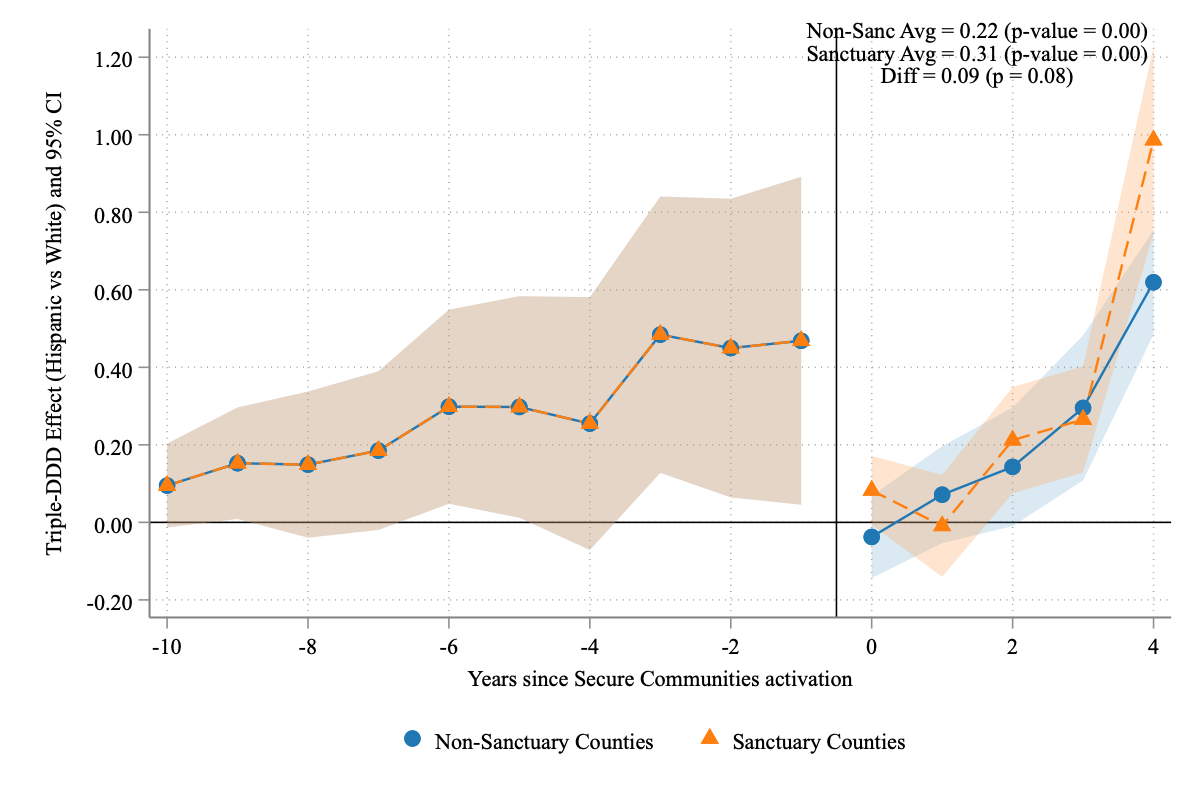 Non-Sanc Avg = 0.22 (p-value = 0.00)
Sanctuary Avg = 0.31 (p-value = 0.00)
Diff = 0.09 (p = 0.08)
Triple-DDD Effect (Hispanic vs White) and 95% CI
1.20
1.00
0.80
0.60
0.40
0.20
0.00
-0.20
-10 -8 -6 -4 -2 0 2 4
Years since Secure Communities activation
Non-Sanctuary Counties Sanctuary Counties